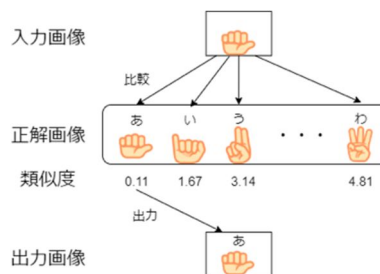 入力画像
比較
正解画像
あ い う ・・・ わ
類似度
0.11 1.67 3.14 4.81
出力
出力画像
あ